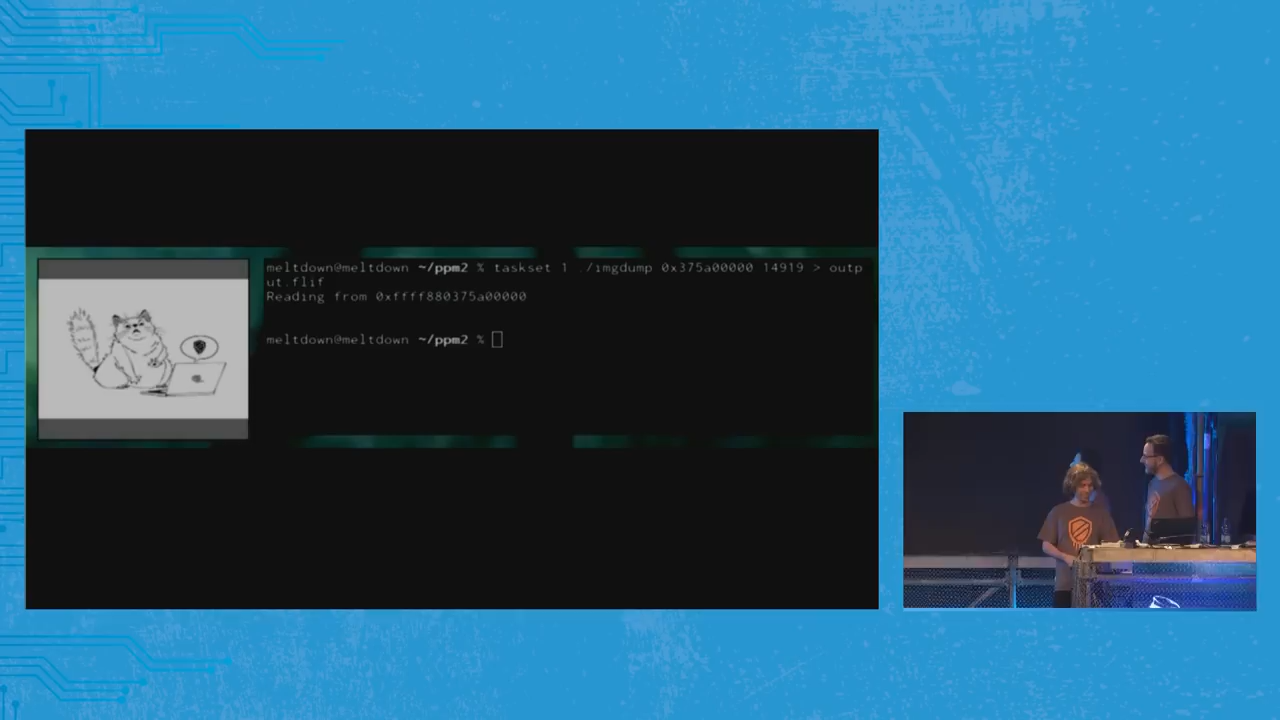 meltdown@meltdown ~/ppm2 % taskset 1 ./imgdump 0x375a00000 14919 > outp
ut.flif
Reading from 0xffff880375a00000
meltdown@meltdown ~/ppm2 %